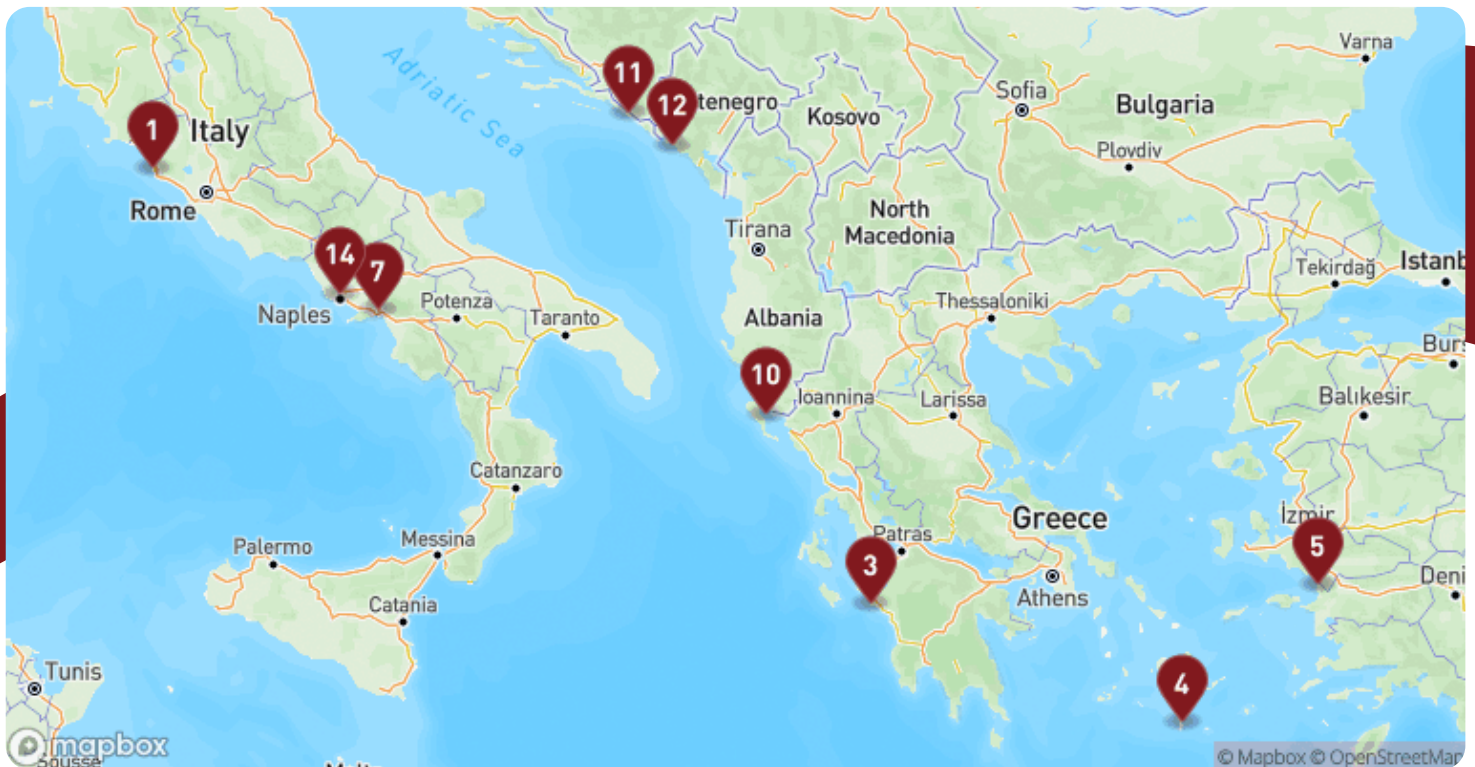 Varna
Adriatic Sea
11
Sofia
12
tenegro
Bulgaria
Kosovo
1
Italy
Plovdiv
Rome
North
Macedonia
Tirana
14
7
Istanb
Tekirdağ
Naples
Potenza
Taranto
Thessaloniki
Albania
Burs
10
Ioannina
Larissa
Balıkesir
Catanzaro
İzmir
Greece
Patras
Messina
Palermo
3
5
Athens
Deni
Catania
Tunis
4
mapbox
Sousse
© Mapbox © OpenStreetMap